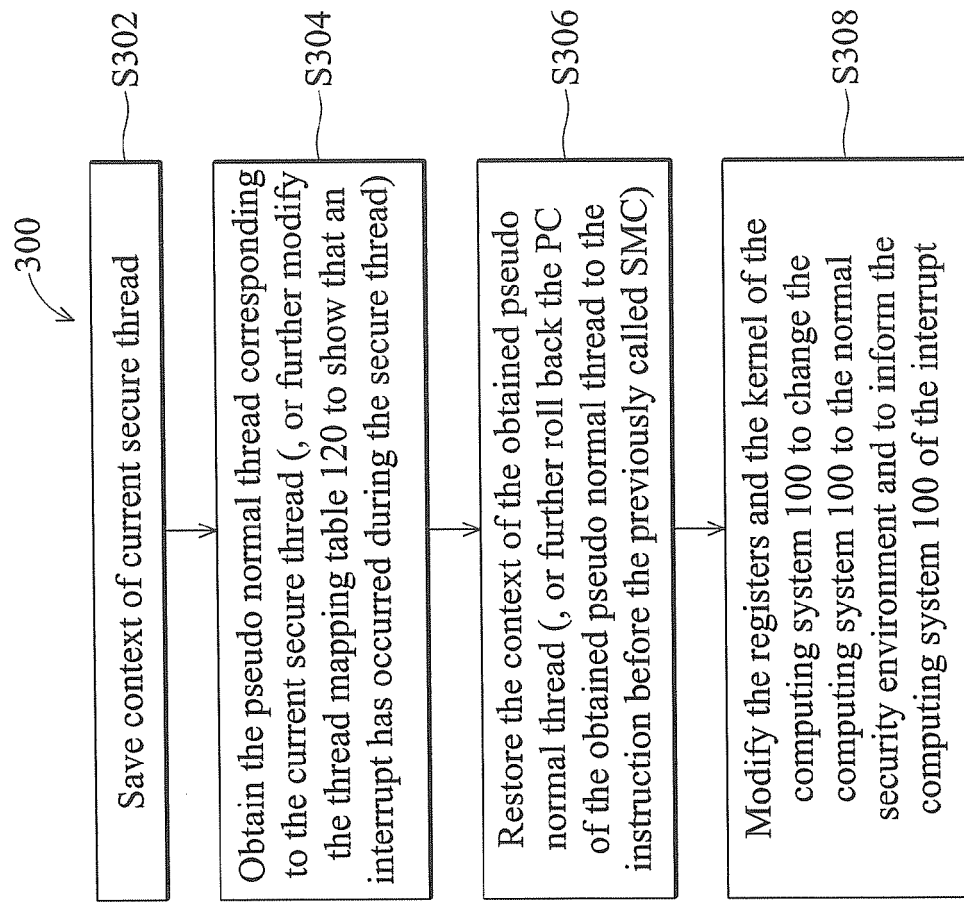 300
Save context of current secure thread
S302
Obtain the pseudo normal thread corresponding
to the current secure thread (, or further modify
the thread mapping table 120 to show that an
interrupt has occurred during the secure thread)
S304
Restore the context of the obtained pseudo
normal thread (, or further roll back the PC
of the obtained pseudo normal thread to the
instruction before the previously called SMC)
S306
Modify the registers and the kernel of the
computing system 100 to change the
computing system 100 to the normal
security environment and to inform the
computing system 100 of the interrupt
S308